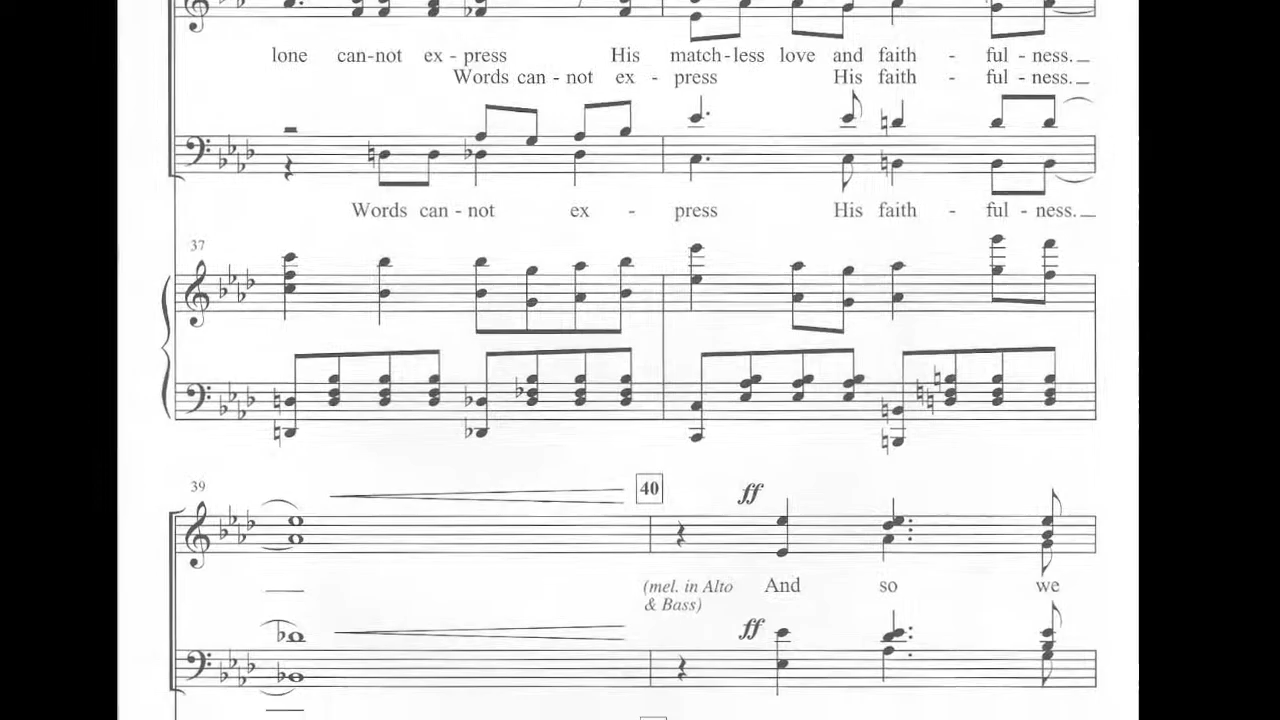 lone can-not ex - press His match-less love and faith - ful - ness.
Words can - not ex - press His faith - ful - ness.
Words can - not ex - press His faith - ful - ness.
37
39
40
ff
(mel. in Alto And so we
& Bass)
ff